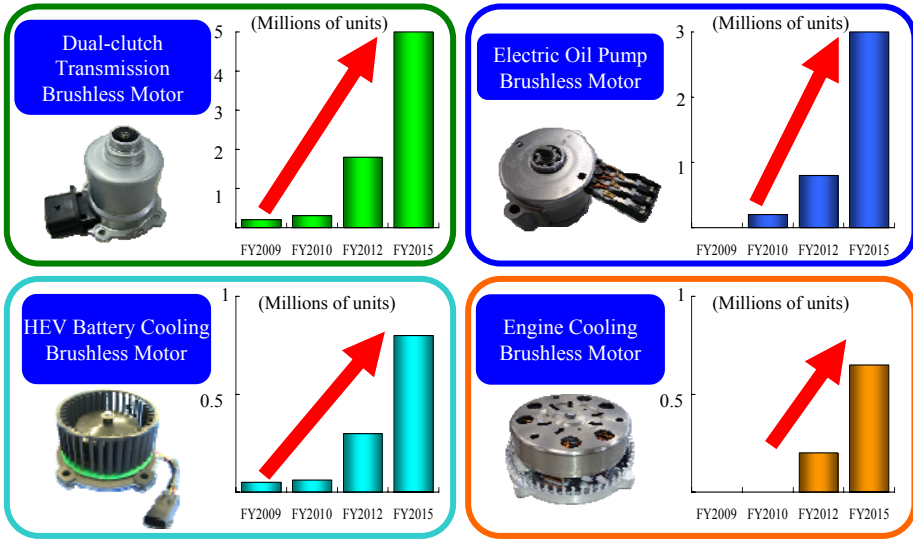 Dual-clutch
Transmission
Brushless Motor
(Millions of units)
5
4
3
2
1
FY2009 FY2010 FY2012 FY2015
Electric Oil Pump
Brushless Motor
(Millions of units)
3
2
1
FY2009 FY2010 FY2012 FY2015
HEV Battery Cooling
Brushless Motor
(Millions of units)
1
0.5
FY2009 FY2010 FY2012 FY2015
Engine Cooling
Brushless Motor
(Millions of units)
1
0.5
FY2009 FY2010 FY2012 FY2015